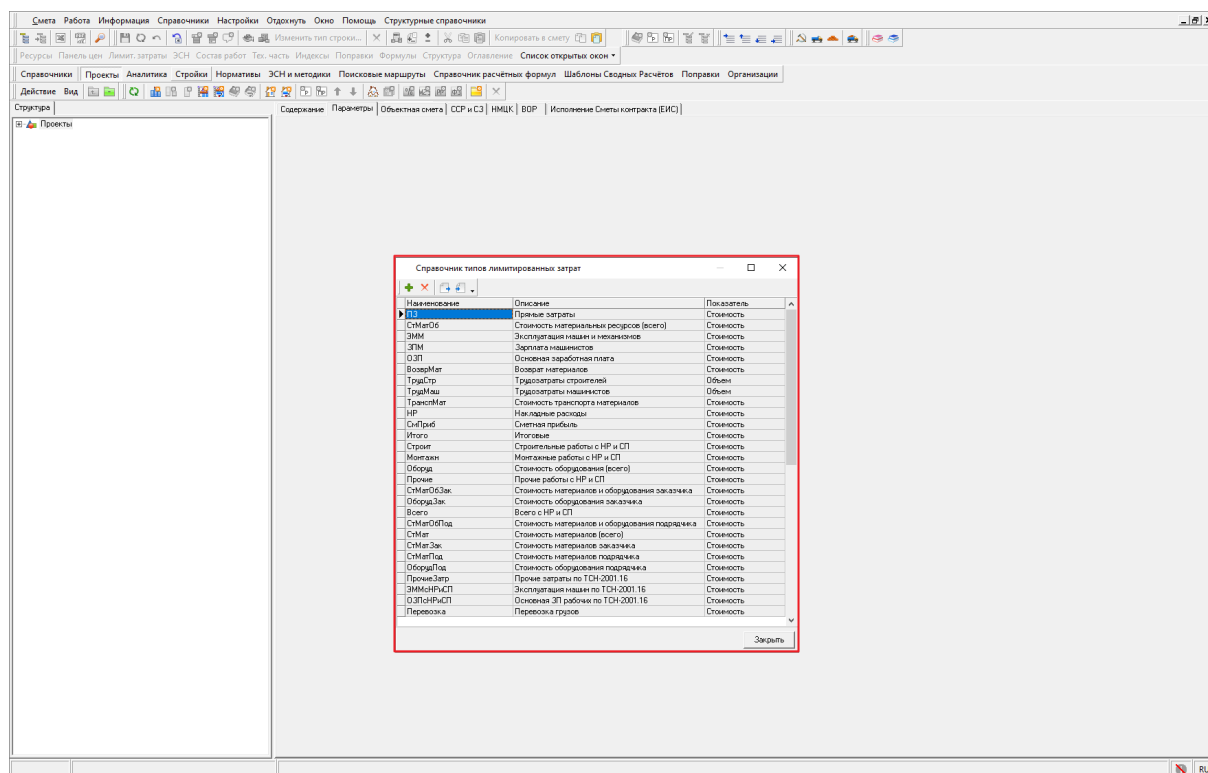 Смета Работа Информация Справочники Настройки Отдохнуть Окно Помощь Структурные справочники
Изменить тип строки... Копировать в смету
Ресурсы Панель цен Лимит. затраты ЭСН Состав работ Тех. часть Индексы Поправки Формулы Структура Оглавление Список открытых окон
Справочники Проекты Аналитика Стройки Нормативы ЭСН и методики Поисковые маршруты Справочник расчётных формул Шаблоны Сводных Расчётов Поправки Организации
Действие Вид
Структура Содержание Параметры Объектная смета ССР и СЗ НМЦК ВОР Исполнение Сметы контракта (ЕИС)
Проекты
Справочник типов лимитированных затрат
Наименование Описание Показатель
ПЗ Прямые затраты Стоимость
СтМатОб Стоимость материальных ресурсов (всего) Стоимость
ЭММ Эксплуатация машин и механизмов Стоимость
ЗПМ Зарплата машинистов Стоимость
ОЗП Основная заработная плата Стоимость
ВозврМат Возврат материалов Стоимость
ТрудСтр Трудозатраты строителей Объем
ТрудМаш Трудозатраты машинистов Объем
ТранспМат Стоимость транспорта материалов Стоимость
НР Накладные расходы Стоимость
СмПриб Сметная прибыль Стоимость
Итого Итоговые Стоимость
Строит Строительные работы с НР и СП Стоимость
Монтажн Монтажные работы с НР и СП Стоимость
Оборуд Стоимость оборудования (всего) Стоимость
Прочие Прочие работы с НР и СП Стоимость
СтМатОбЗак Стоимость материалов и оборудования заказчика Стоимость
ОборудЗак Стоимость оборудования заказчика Стоимость
Всего Всего с НР и СП Стоимость
СтМатОбПод Стоимость материалов и оборудования подрядчика Стоимость
СтМат Стоимость материалов (всего) Стоимость
СтМатЗак Стоимость материалов заказчика Стоимость
СтМатПод Стоимость материалов подрядчика Стоимость
ОборудПод Стоимость оборудования подрядчика Стоимость
ПрочиеЗатр Прочие затраты по ТСН-2001.16 Стоимость
ЭММсНРиСП Эксплуатация машин по ТСН-2001.16 Стоимость
ОЗПсНРиСП Основная ЗП рабочих по ТСН-2001.16 Стоимость
Перевозка Перевозка грузов Стоимость
Закрыть
RU